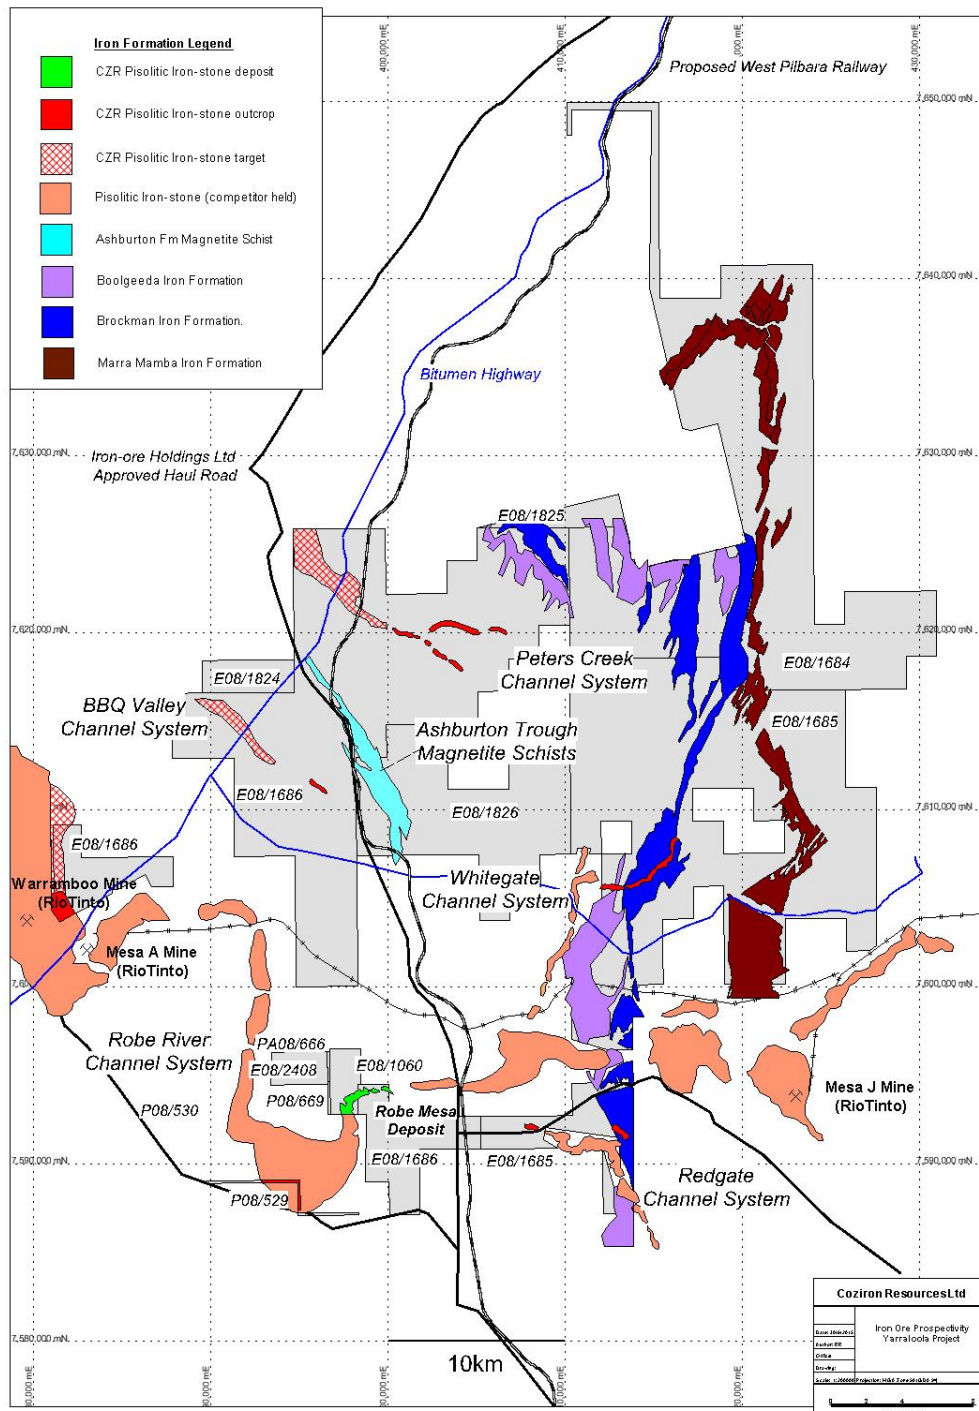 Iron Formation Legend
CZR Pisolitic Iron-stone deposit
CZR Pisolitic Iron-stone outcrop
CZR Pisolitic Iron-stone target
Pisolitic Iron-stone (competitor held)
Ashburton Fm Magnetite Schist
Boolgeeda Iron Formation
Brockman Iron Formation.
Marra Mamba Iron Formation
400,000 mE
410,000 mE
430,000 mE
Proposed West Pilbara Railway
7,650,000 mN
7,640,000 mN
Bitumen Highway
7,630,000 mN
Iron-ore Holdings Ltd
Approved Haul Road
E08/1825
7,620,000 mN
7,620,000 mN
E08/1824
Peters Creek
Channel System
E08/1684
BBQ Valley
Channel System
E08/1685
Ashburton Trough
Magnetite Schists
E08/1686
E08/1826
7,610,000 mN
E08/1686
Warramboo Mine
(RioTinto)
Whitegate
Channel System
Mesa A Mine
(RioTinto)
7,600,000 mN
Robe River
Channel System
PA08/666
E08/2408
E08/1060
P08/669
P08/530
Robe Mesa
Deposit
Mesa J Mine
(RioTinto)
E08/1686
E08/1685
7,590,000 mN
7,590,000 mN
Redgate
Channel System
P08/529
7,580,000 mN
7,580,000 mN
10km
Coziron Resources Ltd
Iron Ore Prospectivity
Yarraloola Project